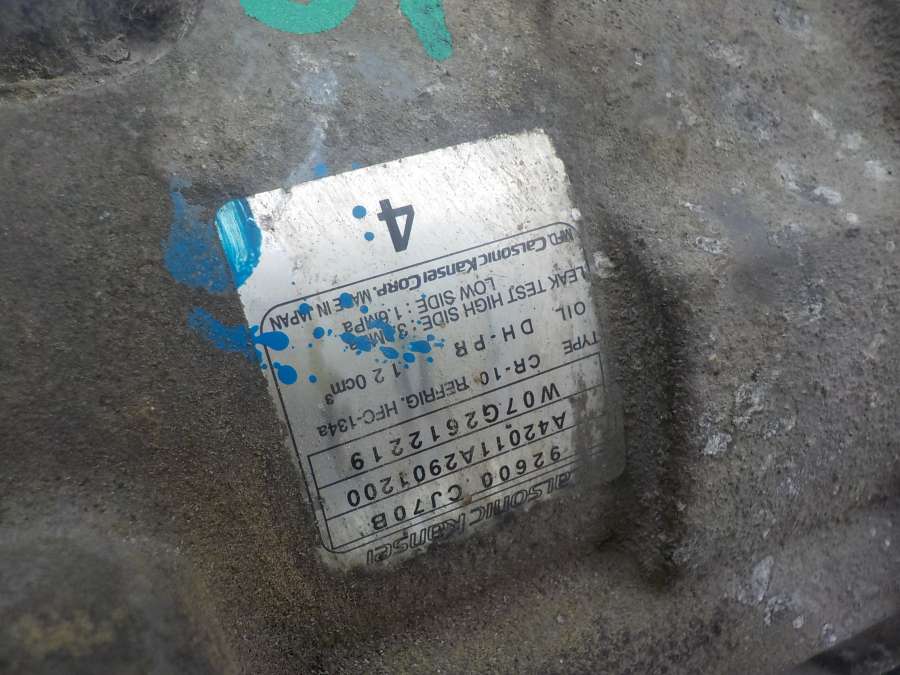 Calsonic Kansei
92600 CJ70B
A42011A2901200
W07G2612219
TYPE CR-10 REFRIG. HFC-134a
OIL DH-PR 120cm³
LEAK TEST HIGH SIDE: MPa
LOW SIDE: 1.6MPa
MFD. CALSONIC KANSEI CORP. MADE IN JAPAN
4